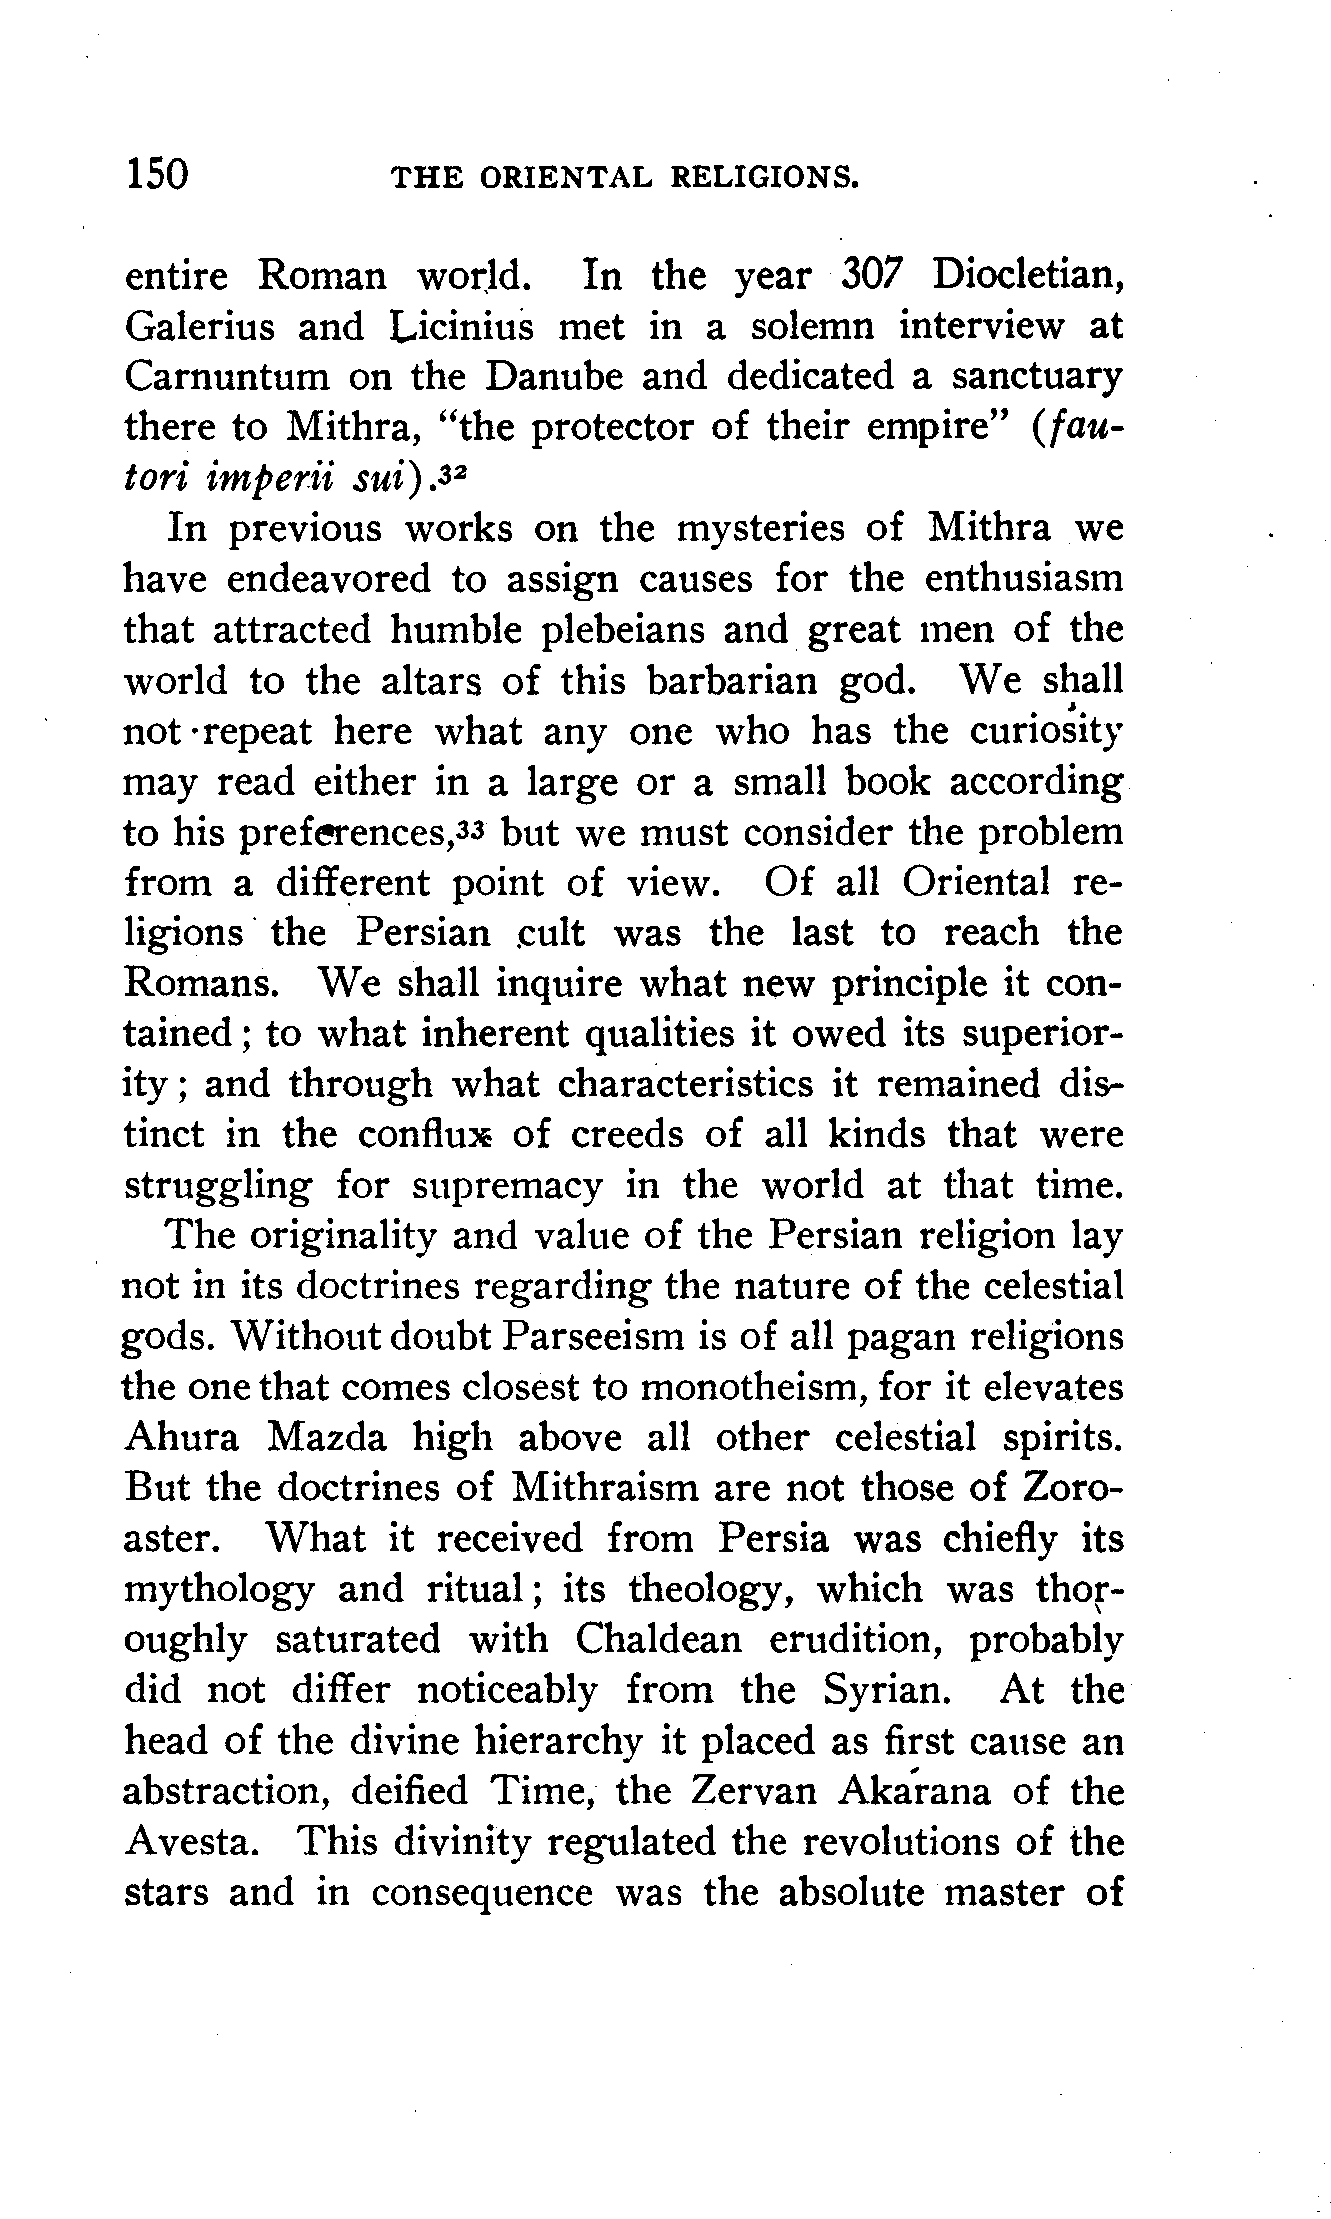 150 THE ORIENTAL RELIGIONS.
entire Roman world. In the year 307 Diocletian,
Galerius and Licinius met in a solemn interview at
Carnuntum on the Danube and dedicated a sanctuary
there to Mithra, “the protector of their empire” (fau-
tori imperii sui).³²
In previous works on the mysteries of Mithra we
have endeavored to assign causes for the enthusiasm
that attracted humble plebeians and great men of the
world to the altars of this barbarian god. We shall
not repeat here what any one who has the curiosity
may read either in a large or a small book according
to his preferences,³³ but we must consider the problem
from a different point of view. Of all Oriental re-
ligions the Persian cult was the last to reach the
Romans. We shall inquire what new principle it con-
tained; to what inherent qualities it owed its superior-
ity; and through what characteristics it remained dis-
tinct in the conflux of creeds of all kinds that were
struggling for supremacy in the world at that time.
The originality and value of the Persian religion lay
not in its doctrines regarding the nature of the celestial
gods. Without doubt Parseeism is of all pagan religions
the one that comes closest to monotheism, for it elevates
Ahura Mazda high above all other celestial spirits.
But the doctrines of Mithraism are not those of Zoro-
aster. What it received from Persia was chiefly its
mythology and ritual; its theology, which was thor-
oughly saturated with Chaldean erudition, probably
did not differ noticeably from the Syrian. At the
head of the divine hierarchy it placed as first cause an
abstraction, deified Time, the Zervan Akarana of the
Avesta. This divinity regulated the revolutions of the
stars and in consequence was the absolute master of